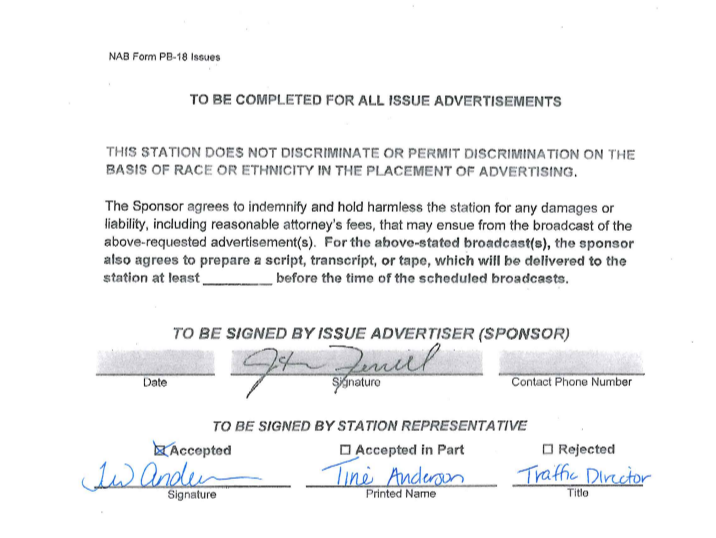 NAB Form PB-18 Issues
TO BE COMPLETED FOR ALL ISSUE ADVERTISEMENTS
THIS STATION DOES NOT DISCRIMINATE OR PERMIT DISCRIMINATION ON THE
BASIS OF RACE OR ETHNICITY IN THE PLACEMENT OF ADVERTISING.
The Sponsor agrees to indemnify and hold harmless the station for any damages or
liability, including reasonable attorney's fees, that may ensue from the broadcast of the
above-requested advertisement(s). For the above-stated broadcast(s), the sponsor
also agrees to prepare a script, transcript, or tape, which will be delivered to the
station at least __________ before the time of the scheduled broadcasts.
TO BE SIGNED BY ISSUE ADVERTISER (SPONSOR)
Date Signature Contact Phone Number
TO BE SIGNED BY STATION REPRESENTATIVE
☒ Accepted ☐ Accepted in Part ☐ Rejected
Anderson Traffic Director
Signature Printed Name Title